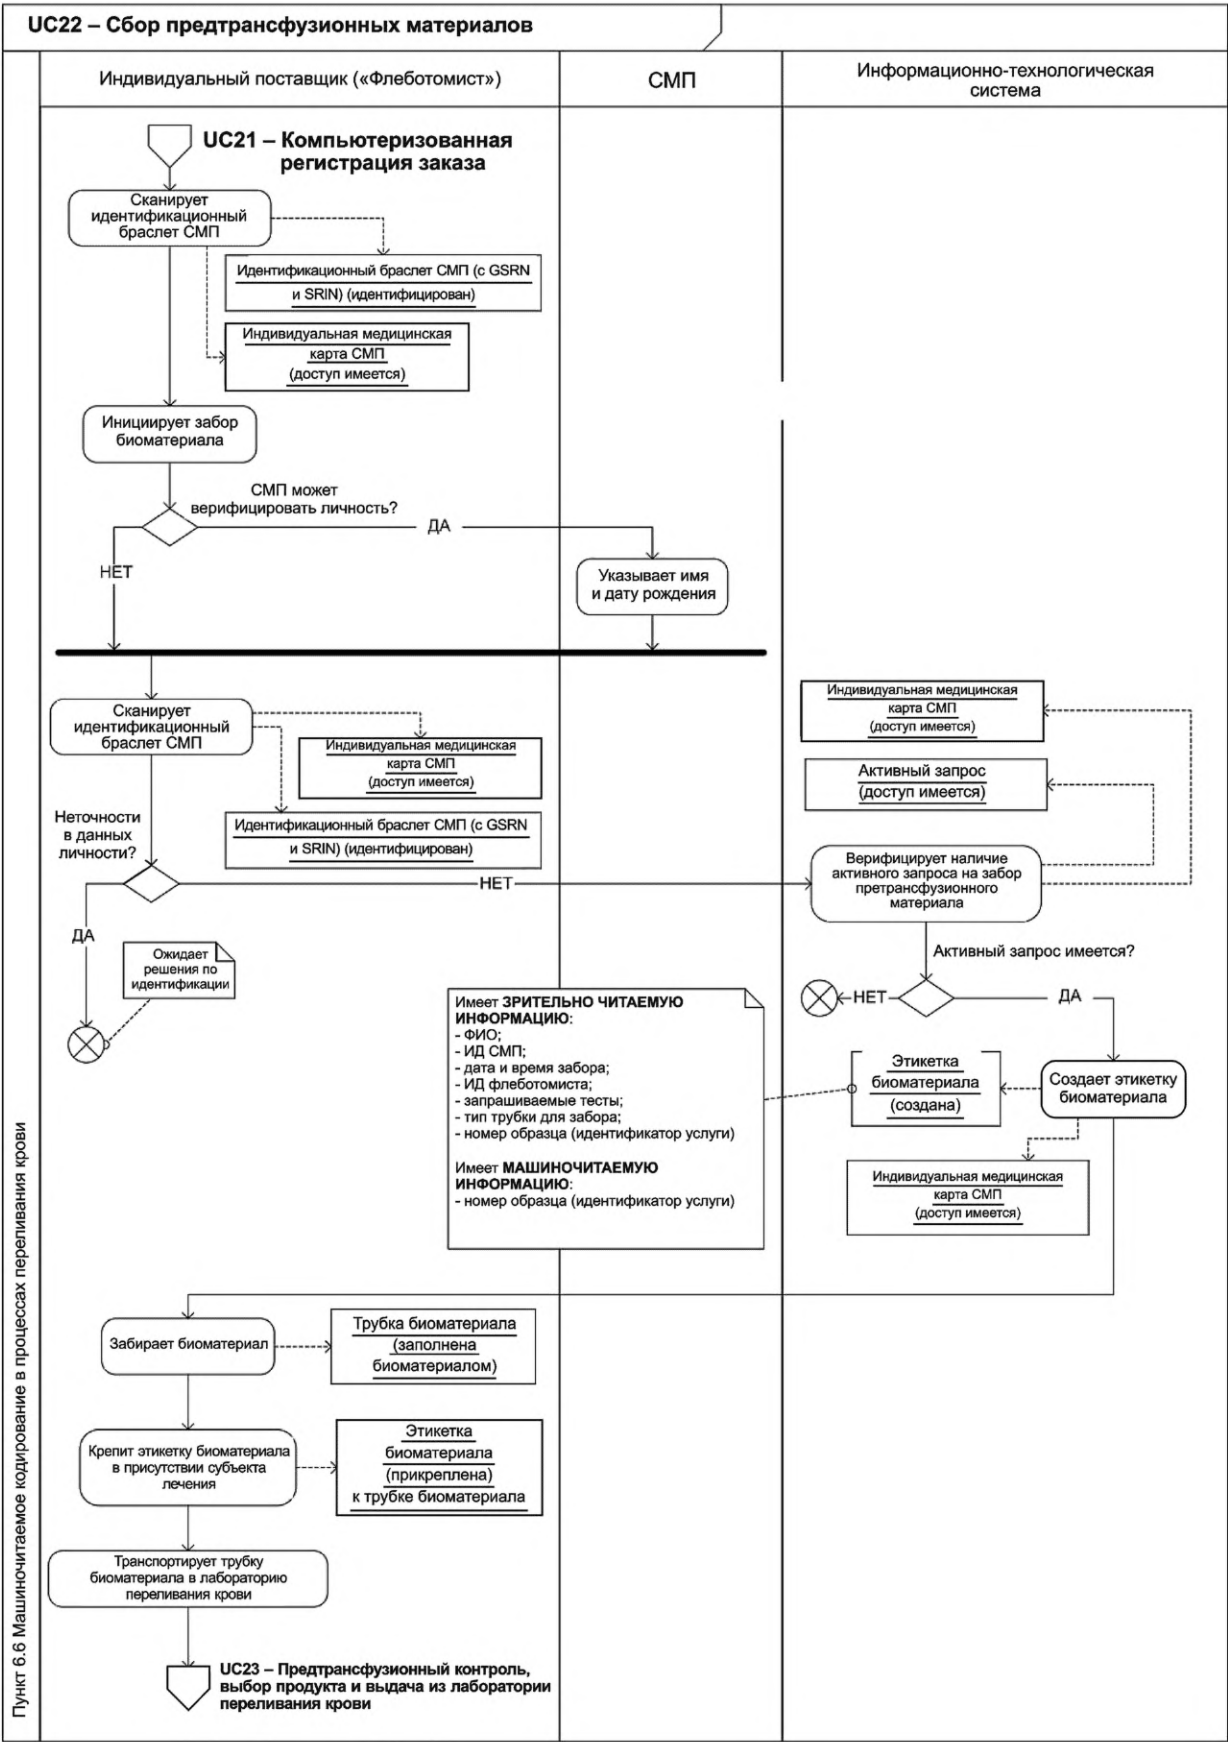 UC22 – Сбор предтрансфузионных материалов
Индивидуальный поставщик («Флеботомист»)
СМП
Информационно-технологическая
система
UC21 – Компьютеризованная
регистрация заказа
Сканирует
идентификационный
браслет СМП
Идентификационный браслет СМП (с GSRN
и SRIN) (идентифицирован)
Индивидуальная медицинская
карта СМП
(доступ имеется)
Инициирует забор
биоматериала
СМП может
верифицировать личность?
ДА
НЕТ
Указывает имя
и дату рождения
Сканирует
идентификационный
браслет СМП
Индивидуальная медицинская
карта СМП
(доступ имеется)
Индивидуальная медицинская
карта СМП
(доступ имеется)
Активный запрос
(доступ имеется)
Неточности
в данных
личности?
Идентификационный браслет СМП (с GSRN
и SRIN) (идентифицирован)
НЕТ
Верифицирует наличие
активного запроса на забор
претрансфузионного
материала
ДА
Ожидает
решения по
идентификации
Активный запрос имеется?
НЕТ
ДА
Имеет ЗРИТЕЛЬНО ЧИТАЕМУЮ
ИНФОРМАЦИЮ:
- ФИО;
- ИД СМП;
- дата и время забора;
- ИД флеботомиста;
- запрашиваемые тесты;
- тип трубки для забора;
- номер образца (идентификатор услуги)
Имеет МАШИНОЧИТАЕМУЮ
ИНФОРМАЦИЮ:
- номер образца (идентификатор услуги)
Этикетка
биоматериала
(создана)
Создает этикетку
биоматериала
Индивидуальная медицинская
карта СМП
(доступ имеется)
Забирает биоматериал
Трубка биоматериала
(заполнена
биоматериалом)
Крепит этикетку биоматериала
в присутствии субъекта
лечения
Этикетка
биоматериала
(прикреплена)
к трубке биоматериала
Транспортирует трубку
биоматериала в лабораторию
переливания крови
UC23 – Предтрансфузионный контроль,
выбор продукта и выдача из лаборатории
переливания крови
Пункт 6.6 Машиночитаемое кодирование в процессах переливания крови